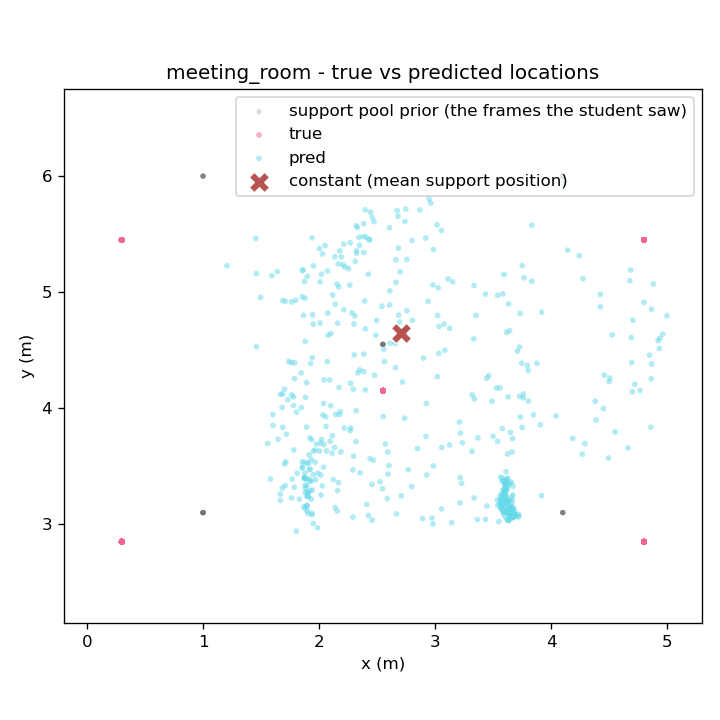 meeting_room - true vs predicted locations
support pool prior (the frames the student saw)
true
pred
constant (mean support position)
6
5
4
3
y (m)
0 1 2 3 4 5
x (m)